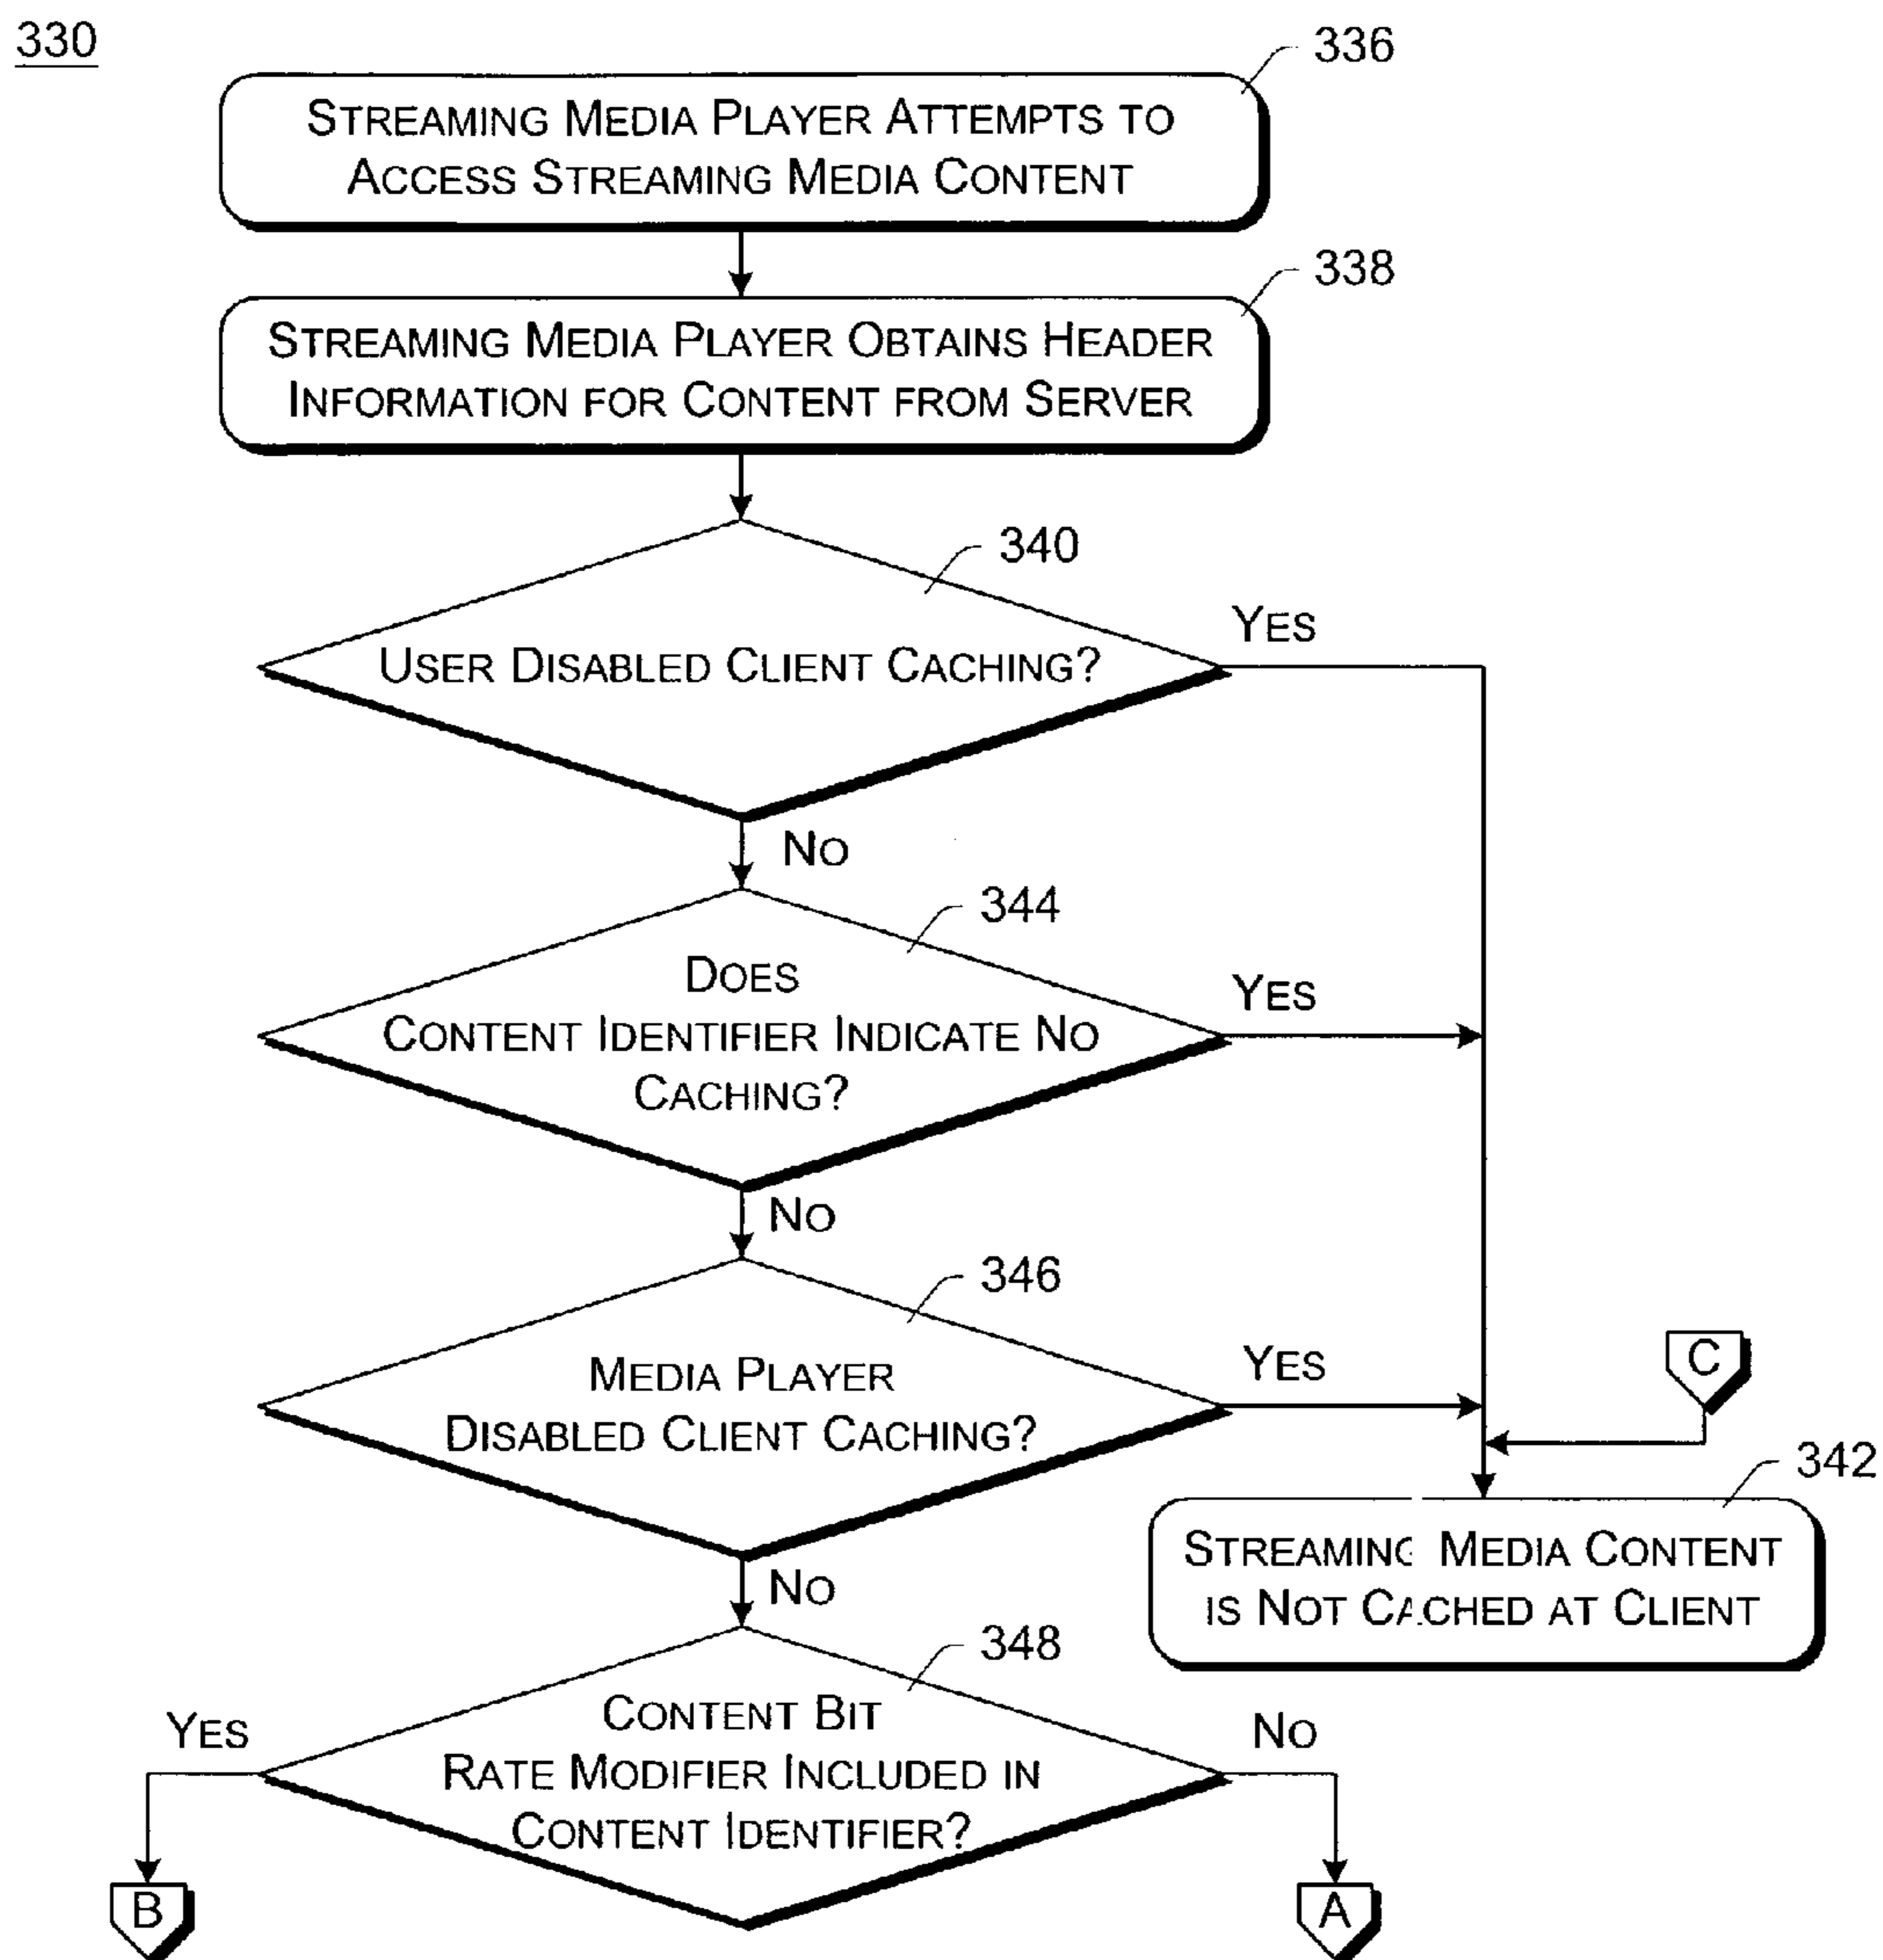 330
336
STREAMING MEDIA PLAYER ATTEMPTS TO
ACCESS STREAMING MEDIA CONTENT
338
STREAMING MEDIA PLAYER OBTAINS HEADER
INFORMATION FOR CONTENT FROM SERVER
340
USER DISABLED CLIENT CACHING?
YES
NO
344
DOES
CONTENT IDENTIFIER INDICATE NO
CACHING?
YES
NO
346
MEDIA PLAYER
DISABLED CLIENT CACHING?
YES
C
342
STREAMING MEDIA CONTENT
IS NOT CACHED AT CLIENT
NO
348
CONTENT BIT
RATE MODIFIER INCLUDED IN
CONTENT IDENTIFIER?
YES
NO
B
A